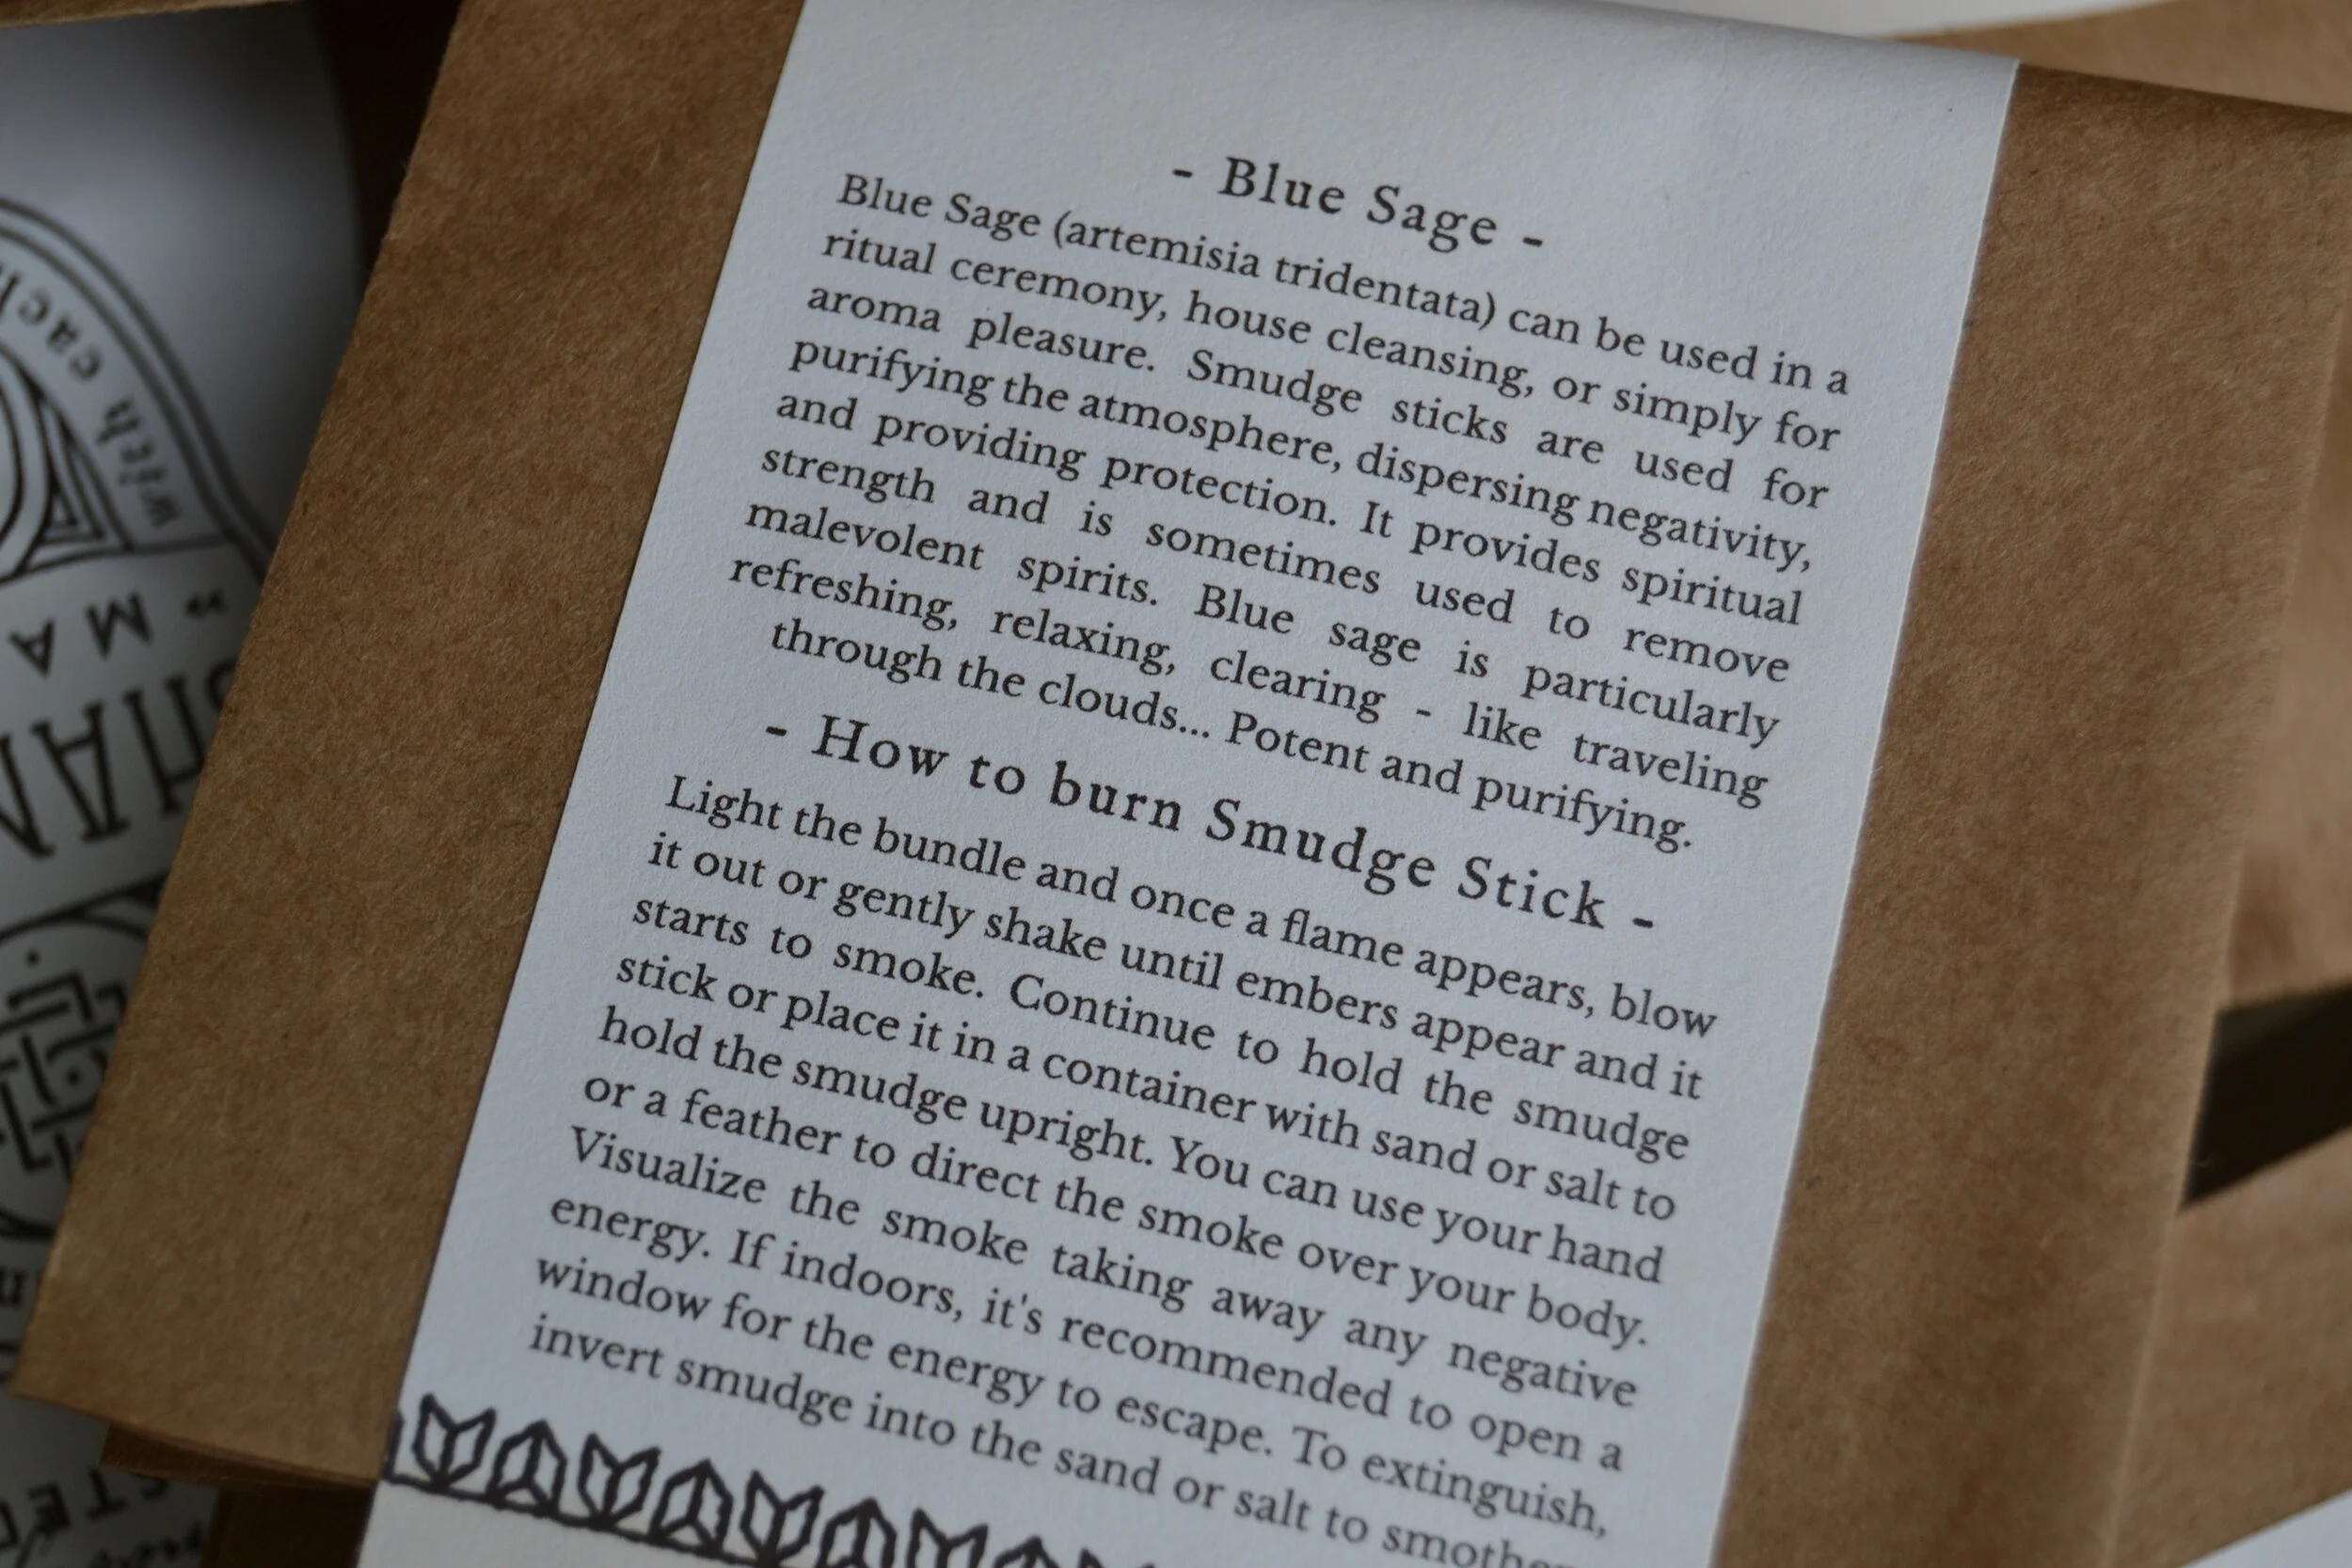 - Blue Sage -
Blue Sage (artemisia tridentata) can be used in a
ritual ceremony, house cleansing, or simply for
aroma pleasure. Smudge sticks are used for
purifying the atmosphere, dispersing negativity,
and providing protection. It provides spiritual
strength and is sometimes used to remove
malevolent spirits. Blue sage is particularly
refreshing, relaxing, clearing - like traveling
through the clouds... Potent and purifying.
- How to burn Smudge Stick -
Light the bundle and once a flame appears, blow
it out or gently shake until embers appear and it
starts to smoke. Continue to hold the smudge
stick or place it in a container with sand or salt to
hold the smudge upright. You can use your hand
or a feather to direct the smoke over your body.
Visualize the smoke taking away any negative
energy. If indoors, it's recommended to open a
window for the energy to escape. To extinguish,
invert smudge into the sand or salt to
with each